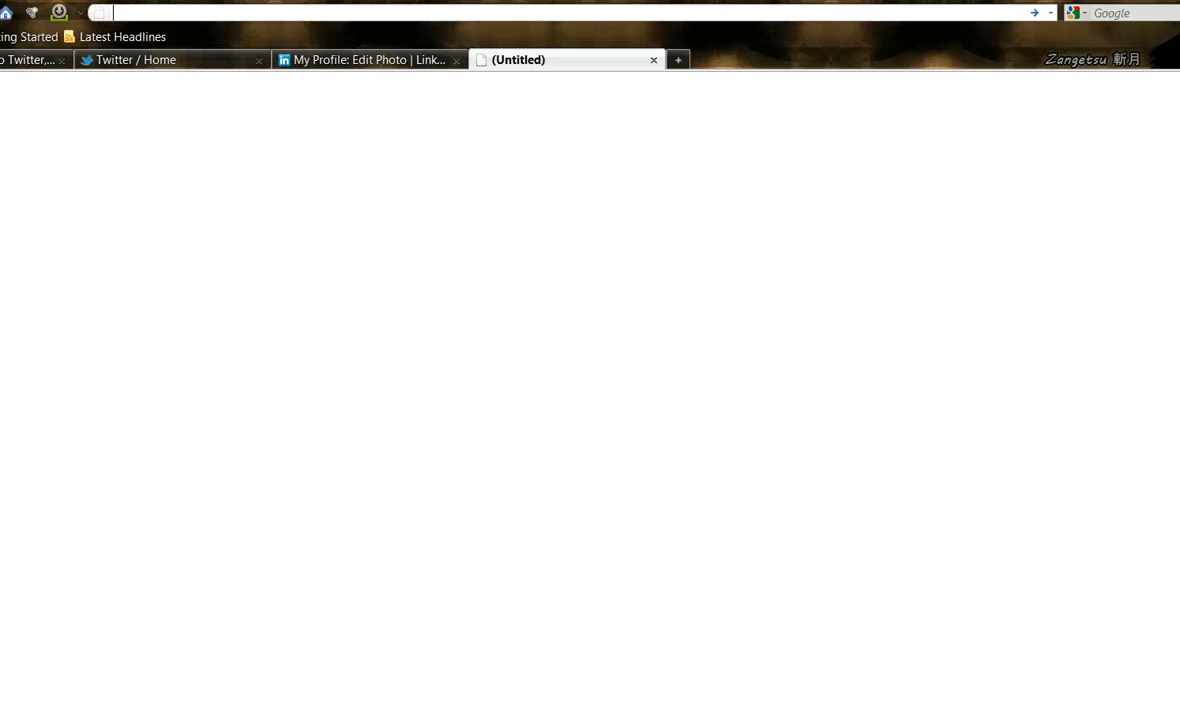 Google
ing Started Latest Headlines
o Twitter,... Twitter / Home My Profile: Edit Photo | Link... (Untitled) + Zangetsu 斬月